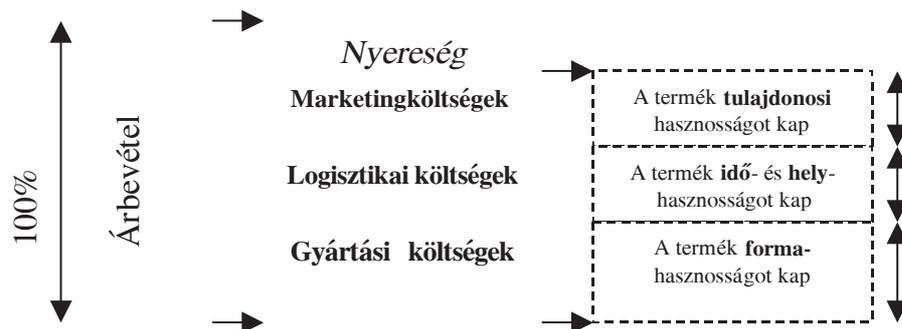 100%
Árbevétel
Nyereség
Marketingköltségek
Logisztikai költségek
Gyártási költségek
A termék tulajdonosi
hasznosságot kap
A termék idő- és hely-
hasznosságot kap
A termék forma-
hasznosságot kap